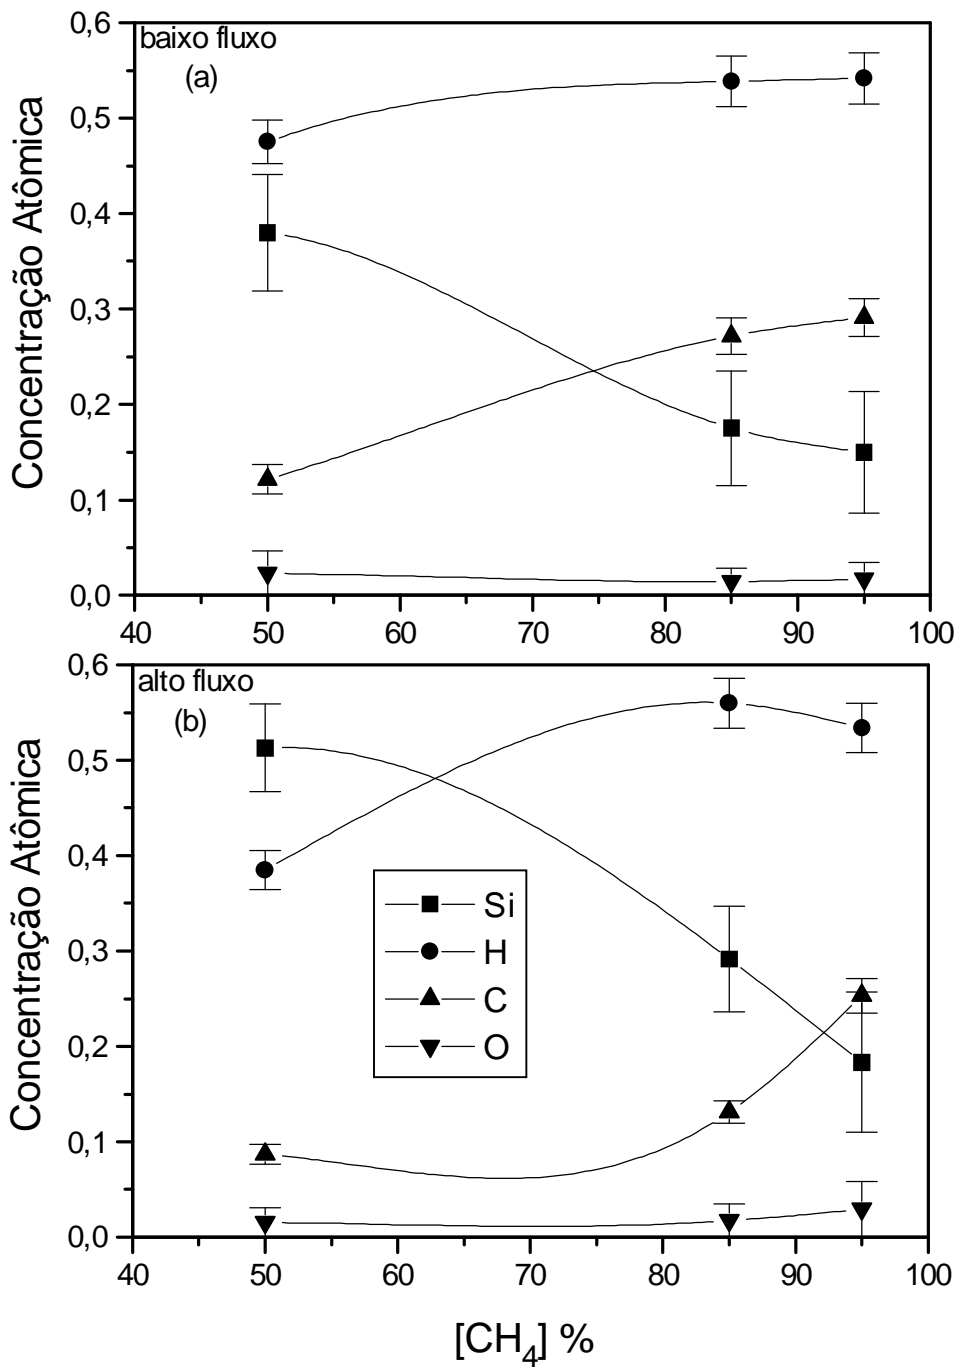 baixo fluxo
(a)
Concentração Atômica
0,6
0,5
0,4
0,3
0,2
0,1
0,0
40 50 60 70 80 90 100
alto fluxo
(b)
Concentração Atômica
0,6
0,5
0,4
0,3
0,2
0,1
0,0
Si
H
C
O
40 50 60 70 80 90 100
[CH₄] %